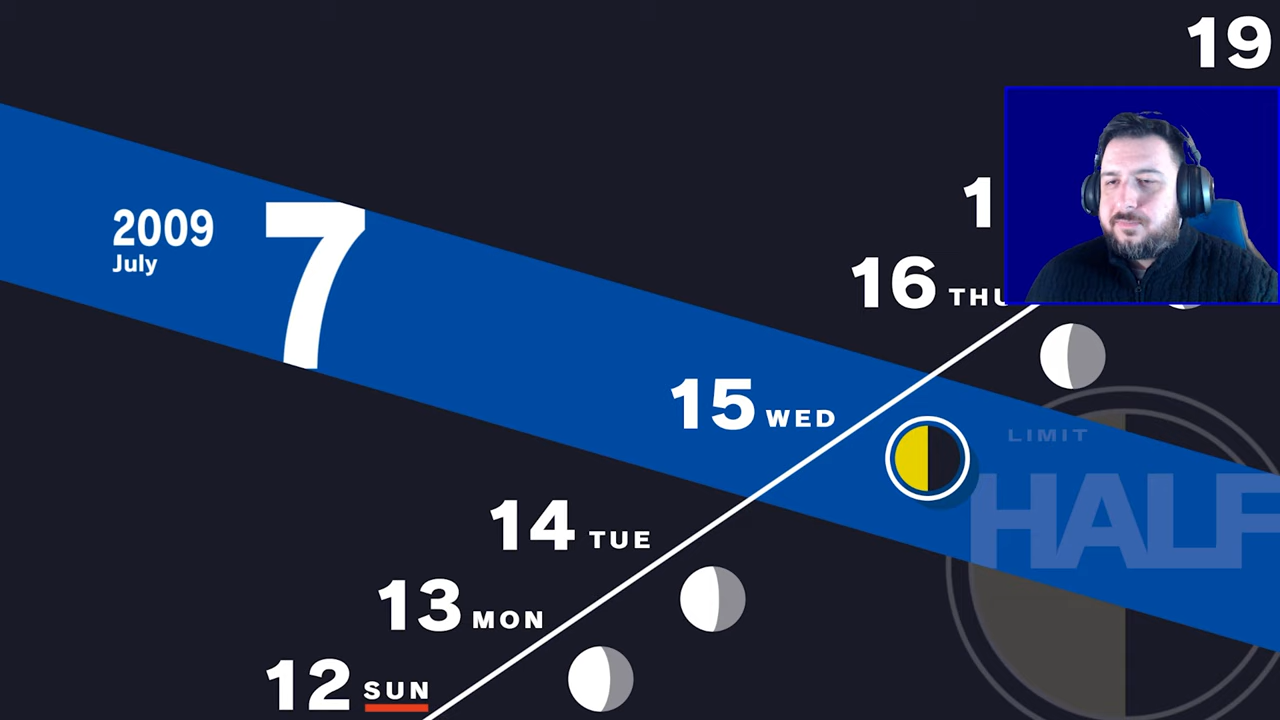 19
1
16 THU
2009
July
7
15 WED
LIMIT
HALF
14 TUE
13 MON
12 SUN